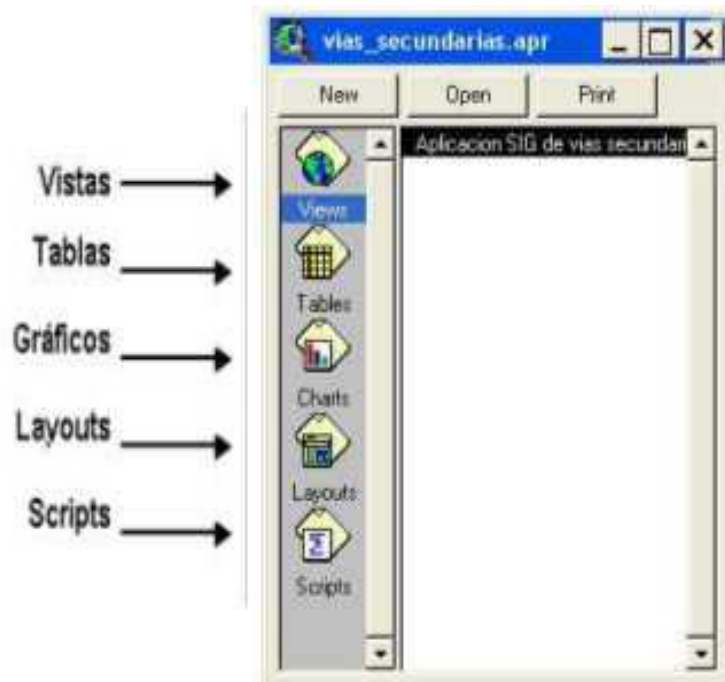 vias_secundarias.apr
New Open Print
Aplicacion SIG de vias secundar
Vistas
Views
Tablas
Tables
Gráficos
Charts
Layouts
Layouts
Scripts
Scripts